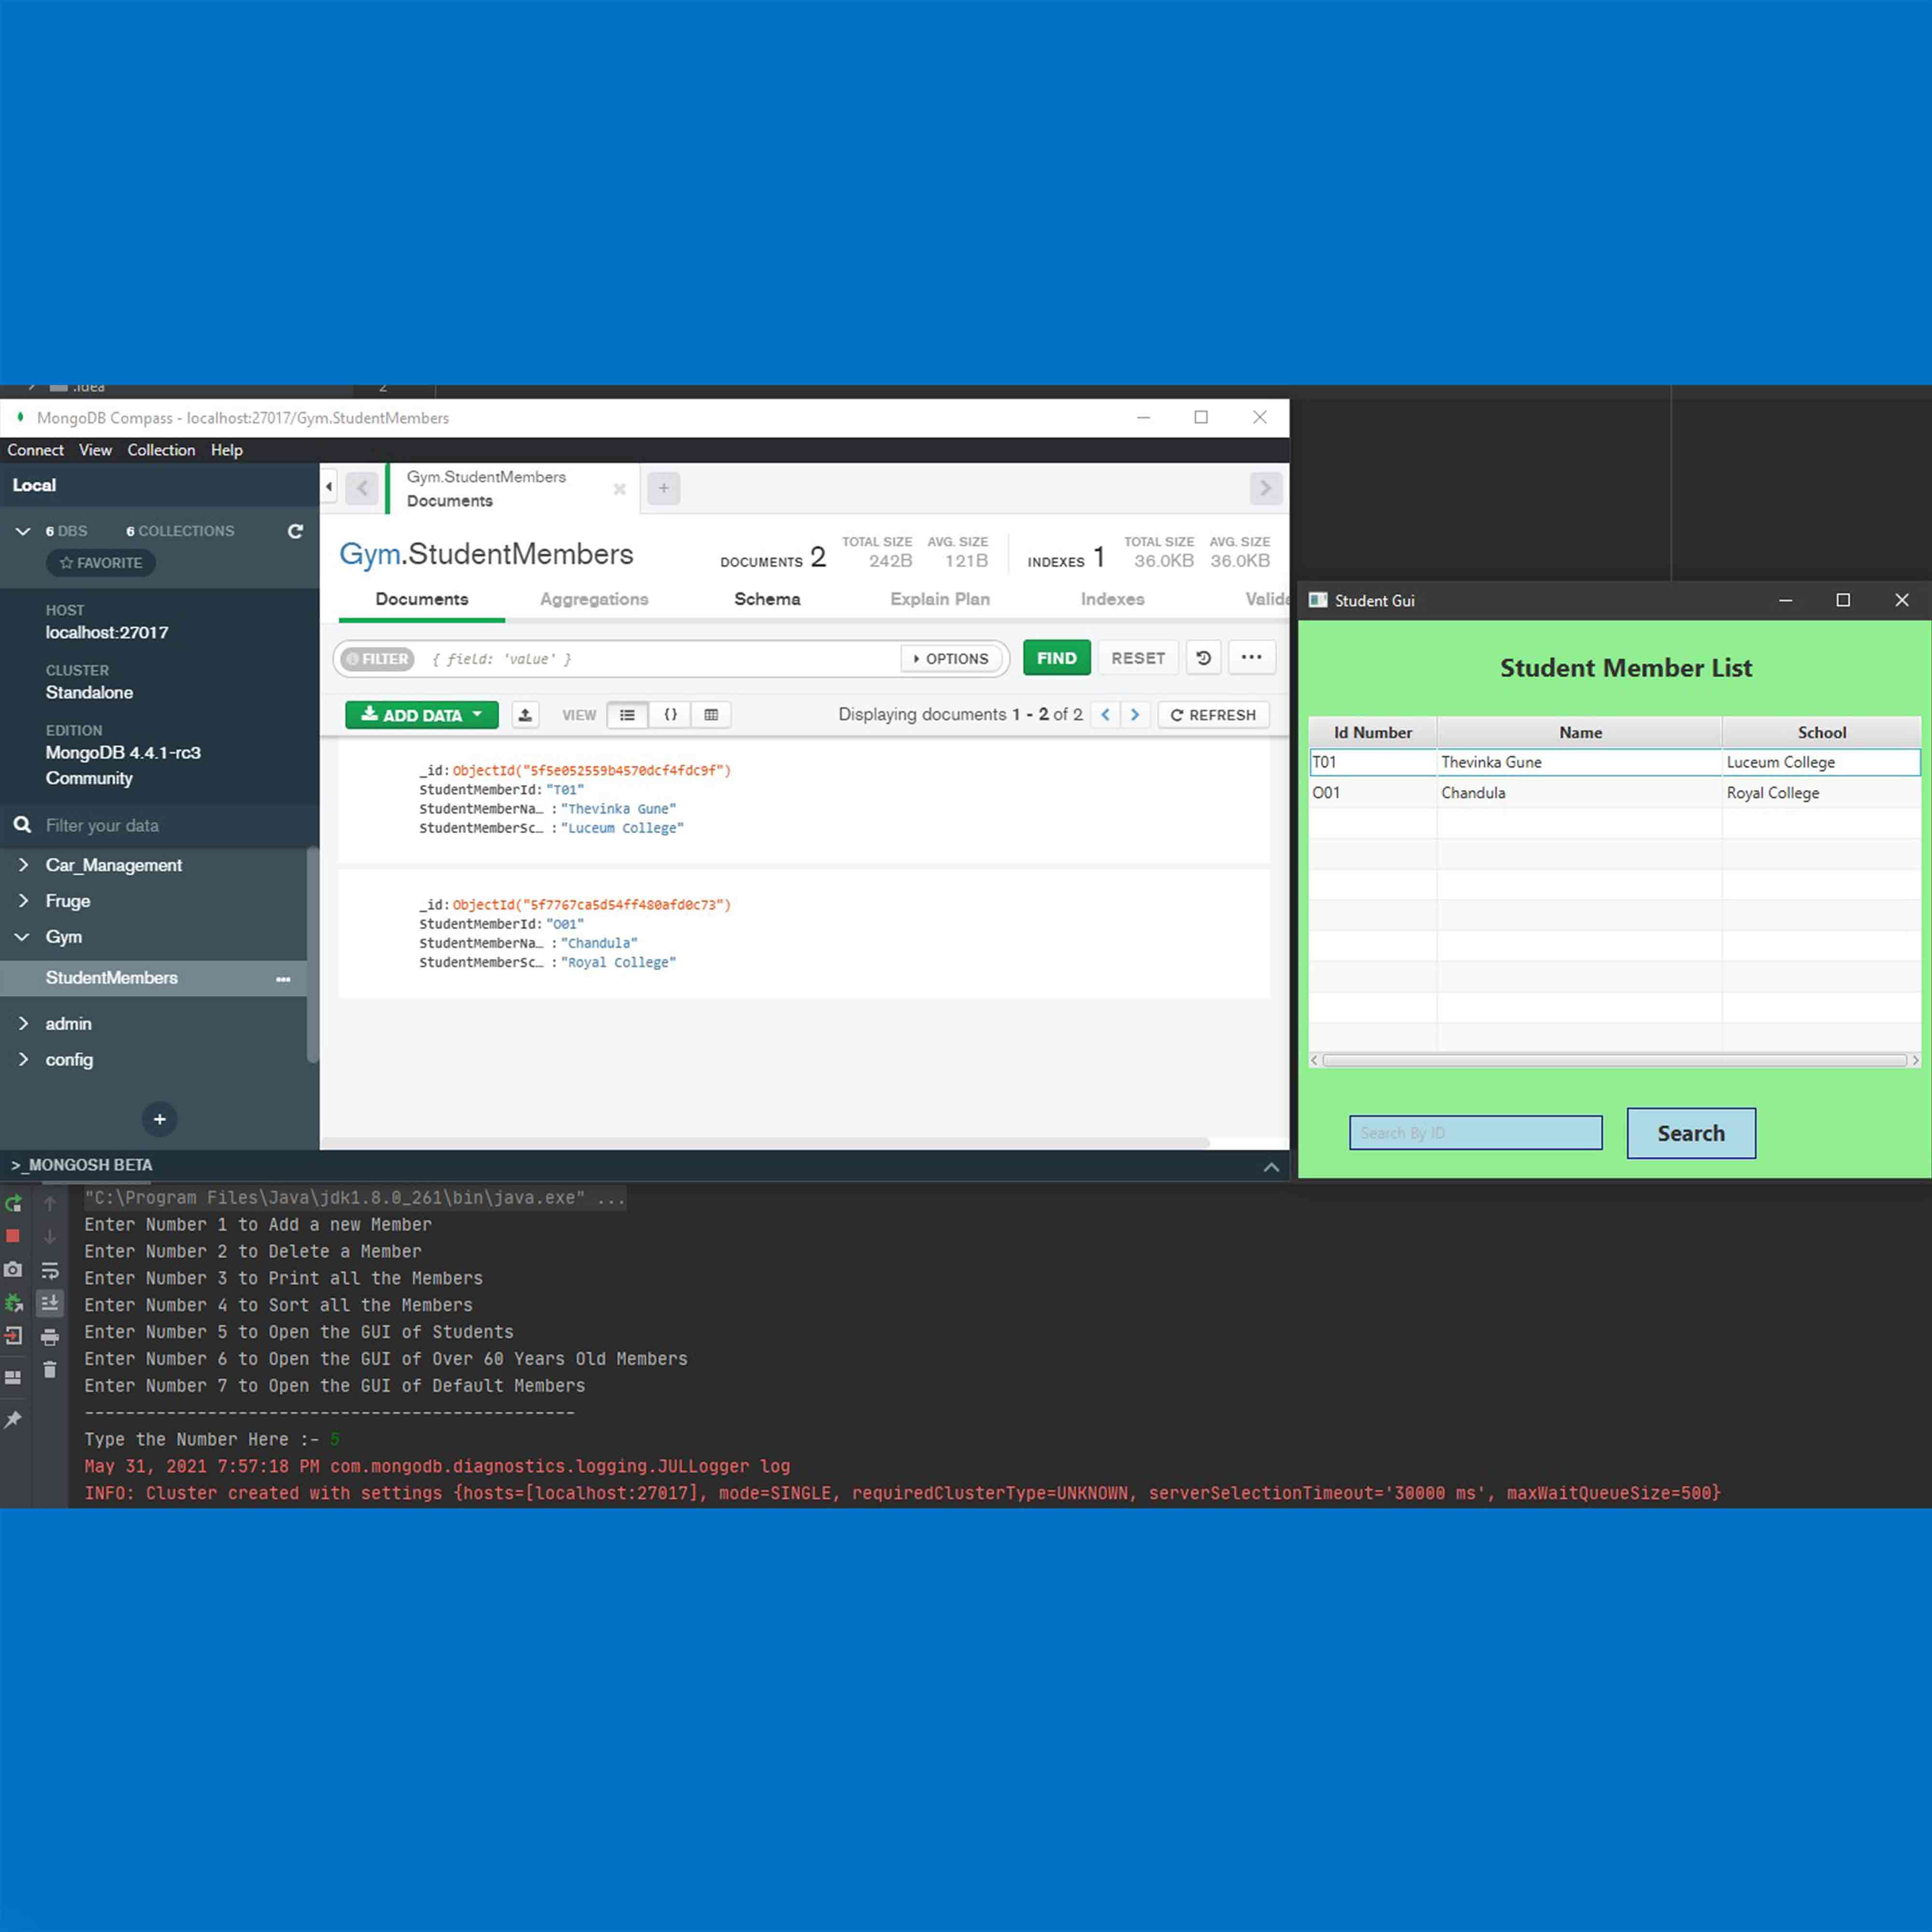 .idea
2
MongoDB Compass - localhost:27017/Gym.StudentMembers
Connect View Collection Help
Local
6 DBS 6 COLLECTIONS
FAVORITE
HOST
localhost:27017
CLUSTER
Standalone
EDITION
MongoDB 4.4.1-rc3
Community
Filter your data
Car_Management
Fruge
Gym
StudentMembers
admin
config
>_MONGOSH BETA
Gym.StudentMembers
Documents
Gym.StudentMembers
DOCUMENTS 2
TOTAL SIZE
242B
AVG. SIZE
121B
INDEXES 1
TOTAL SIZE
36.0KB
AVG. SIZE
36.0KB
Documents Aggregations Schema Explain Plan Indexes Valida
FILTER { field: 'value' } OPTIONS FIND RESET
ADD DATA VIEW {} Displaying documents 1 - 2 of 2 < > REFRESH
_id: ObjectId("5f5e052559b4570dcf4fdc9f")
StudentMemberId: "T01"
StudentMemberNa… : "Thevinka Gune"
StudentMemberSc… : "Luceum College"
_id: ObjectId("5f7767ca5d54ff480afd0c73")
StudentMemberId: "O01"
StudentMemberNa… : "Chandula"
StudentMemberSc… : "Royal College"
Student Gui
Student Member List
Id Number Name School
T01 Thevinka Gune Luceum College
O01 Chandula Royal College
Search By ID Search
"C:\Program Files\Java\jdk1.8.0_261\bin\java.exe" ...
Enter Number 1 to Add a new Member
Enter Number 2 to Delete a Member
Enter Number 3 to Print all the Members
Enter Number 4 to Sort all the Members
Enter Number 5 to Open the GUI of Students
Enter Number 6 to Open the GUI of Over 60 Years Old Members
Enter Number 7 to Open the GUI of Default Members
------------------------------------------------
Type the Number Here :- 5
May 31, 2021 7:57:18 PM com.mongodb.diagnostics.logging.JULLogger log
INFO: Cluster created with settings {hosts=[localhost:27017], mode=SINGLE, requiredClusterType=UNKNOWN, serverSelectionTimeout='30000 ms', maxWaitQueueSize=500}